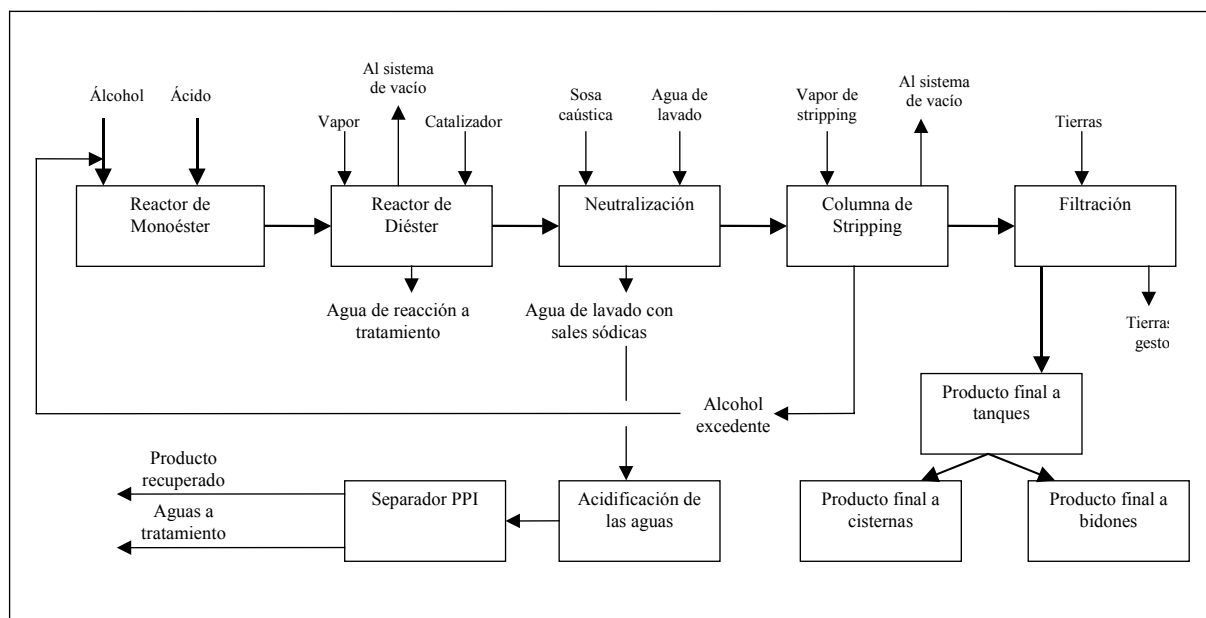 Álcohol
Ácido
Vapor
Al sistema
de vacío
Catalizador
Sosa
caústica
Agua de
lavado
Vapor de
stripping
Al sistema
de vacío
Tierras
Reactor de
Monoéster
Reactor de
Diéster
Neutralización
Columna de
Stripping
Filtración
Agua de reacción a
tratamiento
Agua de lavado con
sales sódicas
Tierras
gesto
Alcohol
excedente
Producto final a
tanques
Producto
recuperado
Aguas a
tratamiento
Separador PPI
Acidificación de
las aguas
Producto final a
cisternas
Producto final a
bidones